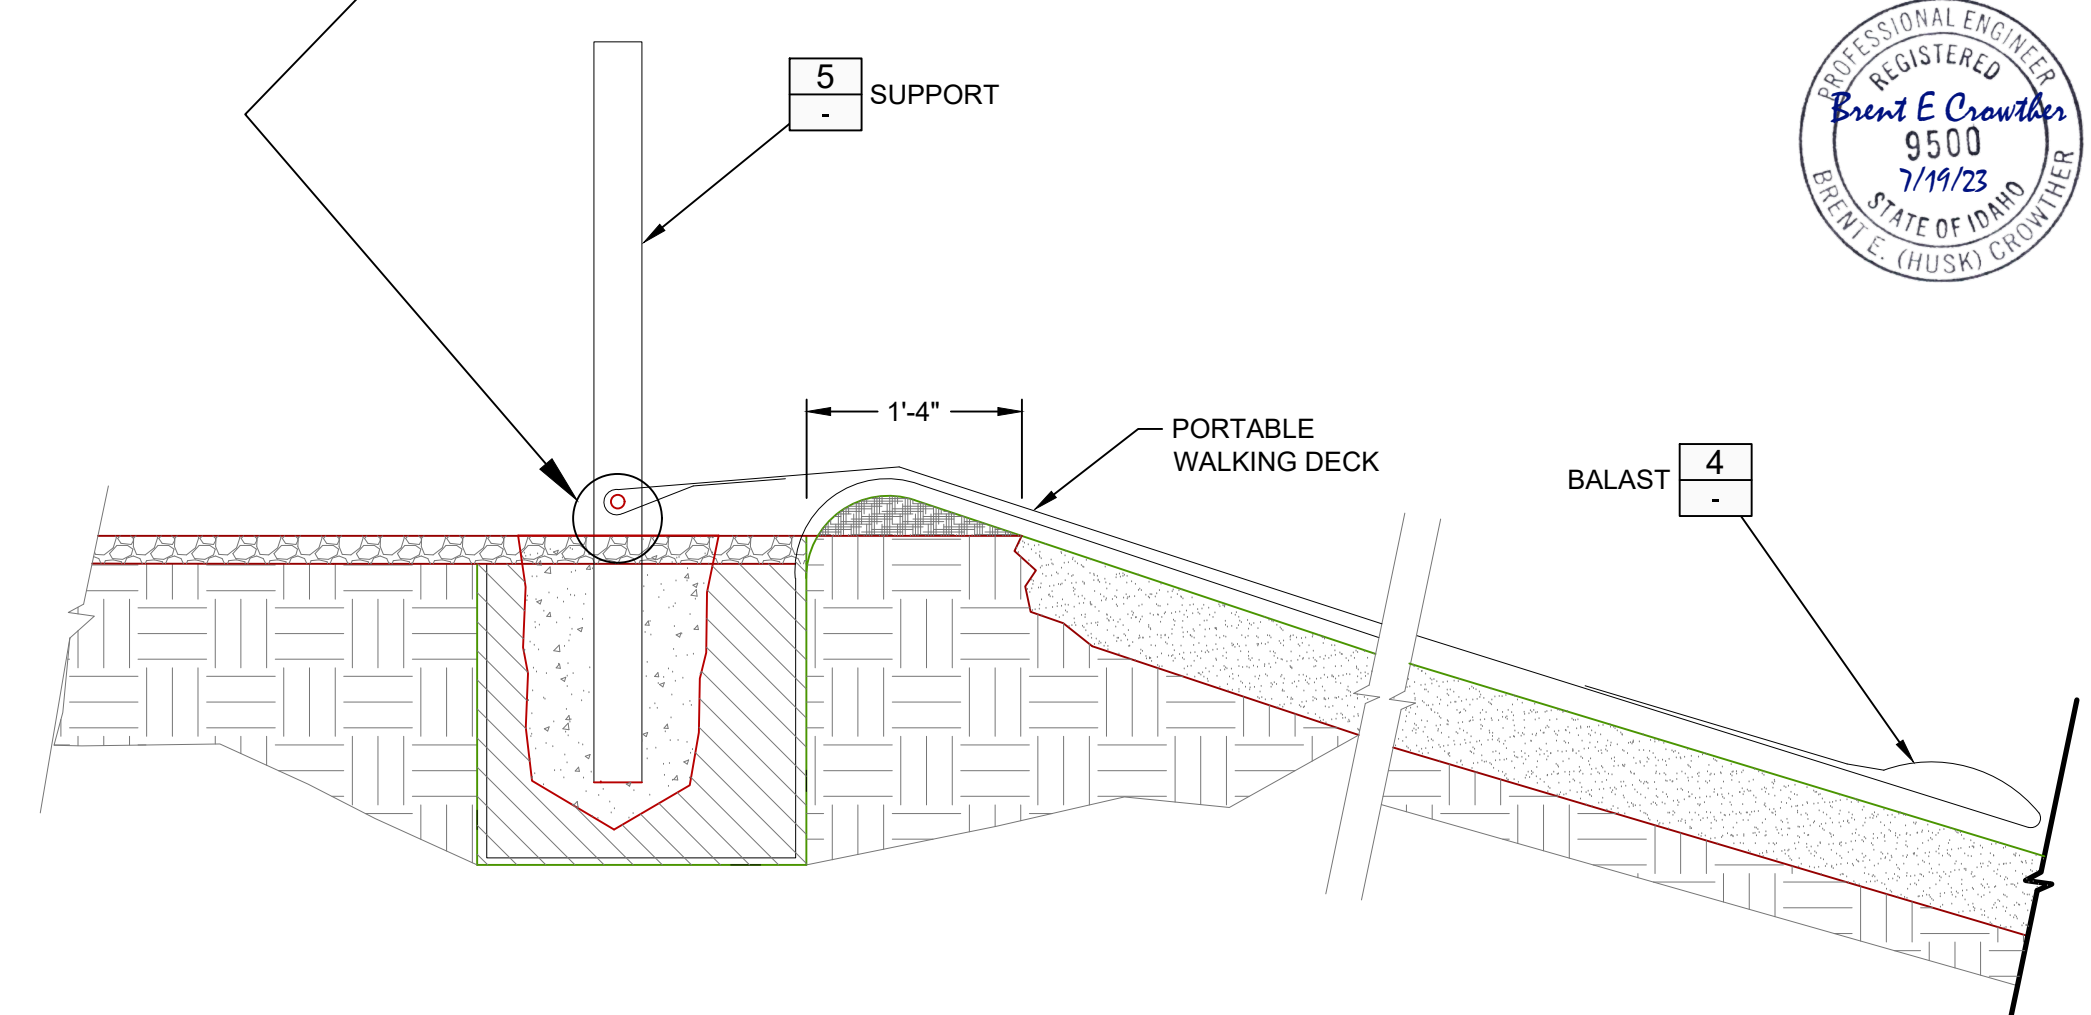 5
-
SUPPORT
1'-4"
PORTABLE
WALKING DECK
BALAST
4
-
PROFESSIONAL ENGINEER
REGISTERED
Brent E Crowther
9500
7/19/23
STATE OF IDAHO
BRENT E. (HUSK) CROWTHER